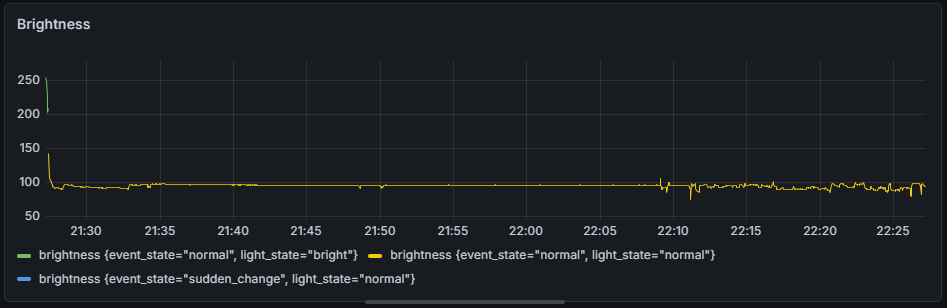 Brightness
250
200
150
100
50
21:30 21:35 21:40 21:45 21:50 21:55 22:00 22:05 22:10 22:15 22:20 22:25
brightness {event_state="normal", light_state="bright"} brightness {event_state="normal", light_state="normal"}
brightness {event_state="sudden_change", light_state="normal"}